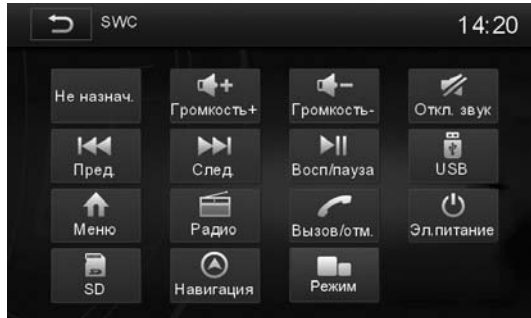 SWC
14:20
Не назнач.
Громкость+
Громкость-
Откл. звук
Пред.
След.
Восп/пауза
USB
Меню
Радио
Вызов/отм.
Эл.питание
SD
Навигация
Режим